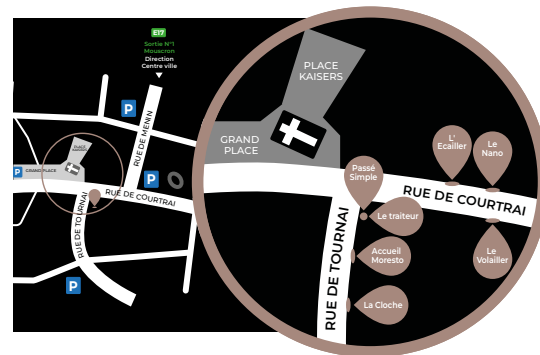 E17
Sortie N°1
Mouscron
Direction
Centre ville
P
RUE DE MENIN
PLACE
KAISERS
P
GRAND PLACE
P
RUE DE COURTRAI
RUE DE TOURNAI
P
PLACE
KAISERS
GRAND
PLACE
L'
Ecailler
Le
Nano
Passé
Simple
RUE DE COURTRAI
Le traiteur
RUE DE TOURNAI
Accueil
Moresto
Le
Volailler
La Cloche